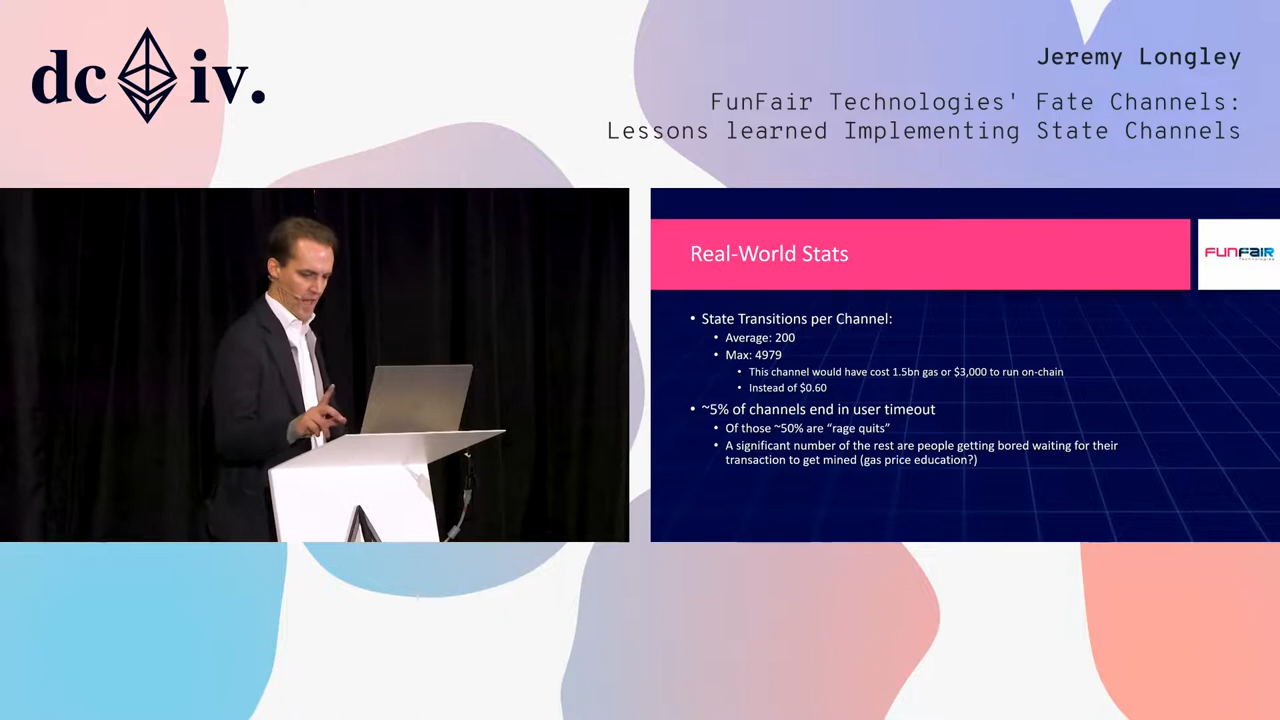 dc iv.
Jeremy Longley
FunFair Technologies' Fate Channels:
Lessons learned Implementing State Channels
Real-World Stats
FUNFAIR
Technologies
• State Transitions per Channel:
• Average: 200
• Max: 4979
• This channel would have cost 1.5bn gas or $3,000 to run on-chain
• Instead of $0.60
• ~5% of channels end in user timeout
• Of those ~50% are “rage quits”
• A significant number of the rest are people getting bored waiting for their
transaction to get mined (gas price education?)